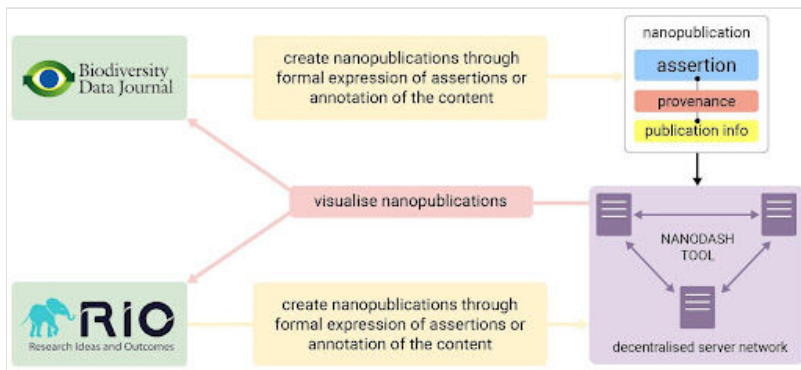 Biodiversity
Data Journal
create nanopublications through
formal expression of assertions or
annotation of the content
nanopublication
assertion
provenance
publication info
visualise nanopublications
NANODASH
TOOL
decentralised server network
RIO
Research Ideas and Outcomes
create nanopublications through
formal expression of assertions or
annotation of the content